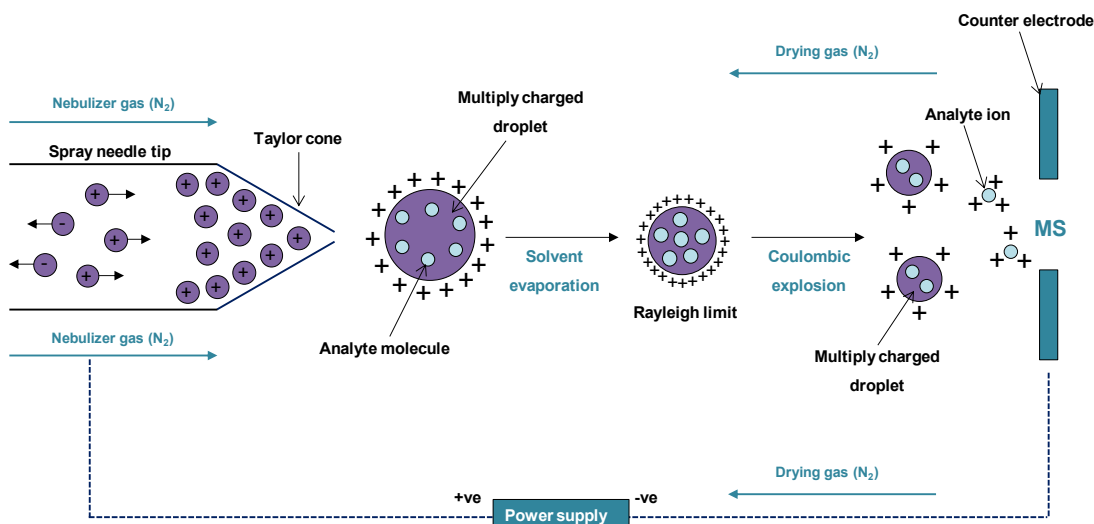 Counter electrode
Drying gas (N₂)
Nebulizer gas (N₂)
Multiply charged
droplet
Analyte ion
Taylor cone
Spray needle tip
+ + + + + + + + + + + + + + + + + +
+ + + + + + + + + + + + + + + + + +
- -
MS
Solvent
evaporation
Coulombic
explosion
Rayleigh limit
Nebulizer gas (N₂)
Analyte molecule
Multiply charged
droplet
Drying gas (N₂)
+ve
-ve
Power supply